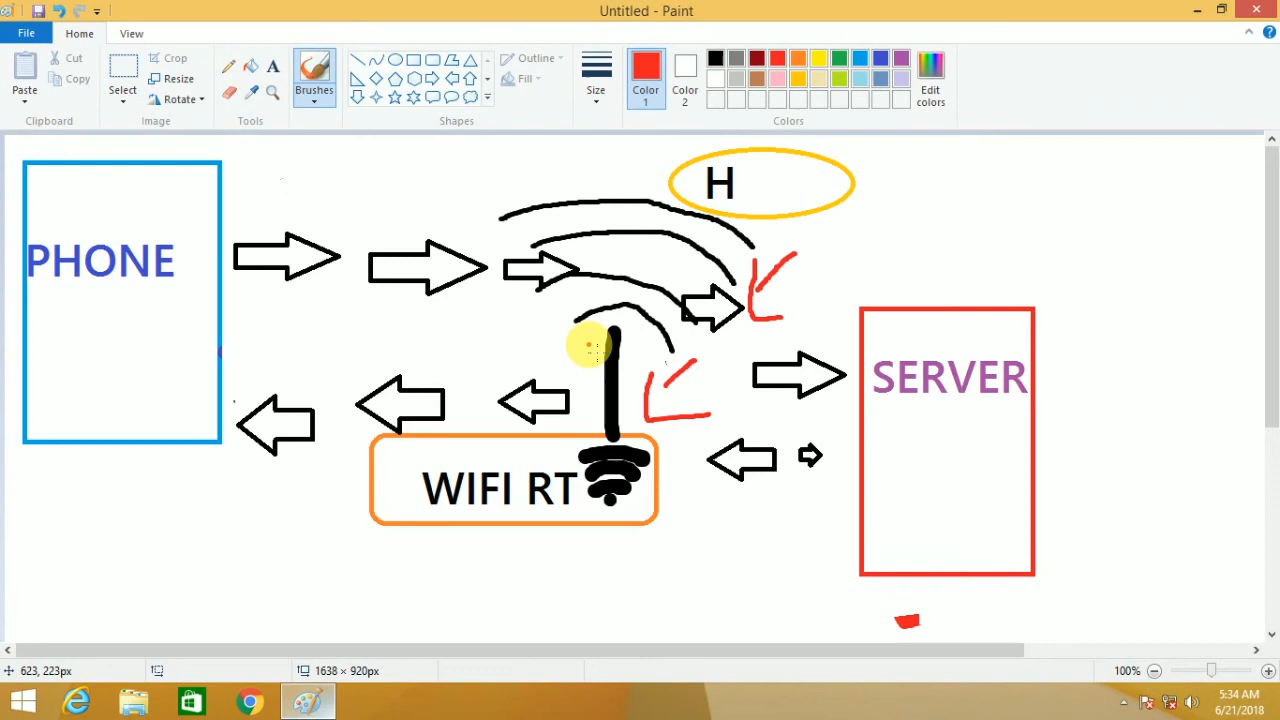 Untitled - Paint
File
Home
View
Paste
Cut
Copy
Clipboard
Select
Crop
Resize
Rotate
Image
A
Tools
Brushes
Outline
Fill
Shapes
Size
Color 1
Color 2
Edit colors
Colors
H
PHONE
SERVER
WIFI RT
623, 223px
1638 × 920px
100%
5:34 AM
6/21/2018